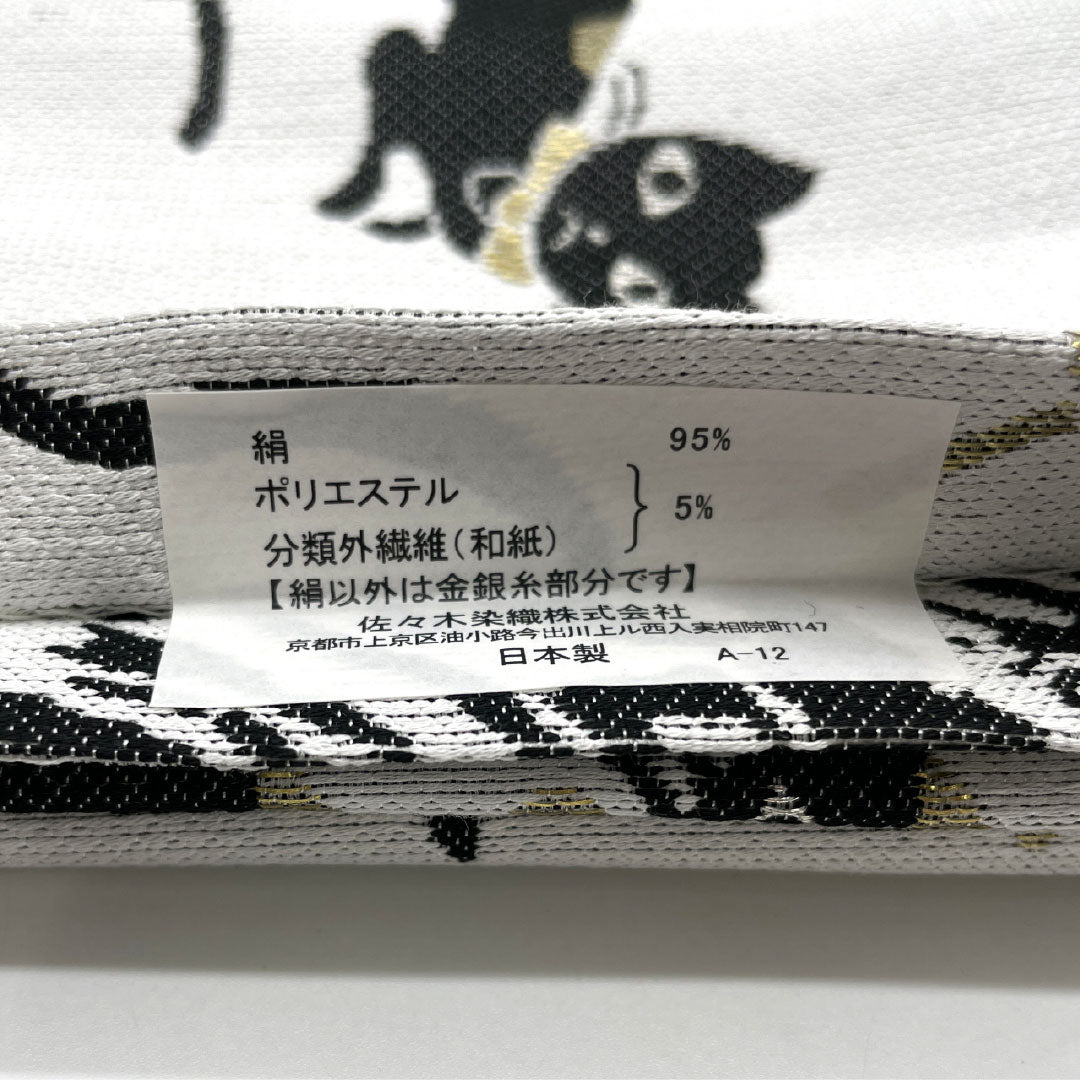 絹 95%
ポリエステル
分類外繊維(和紙) } 5%
【絹以外は金銀糸部分です】
佐々木染織株式会社
京都市上京区油小路今出川上ル西入実相院町147
日本製 A-12